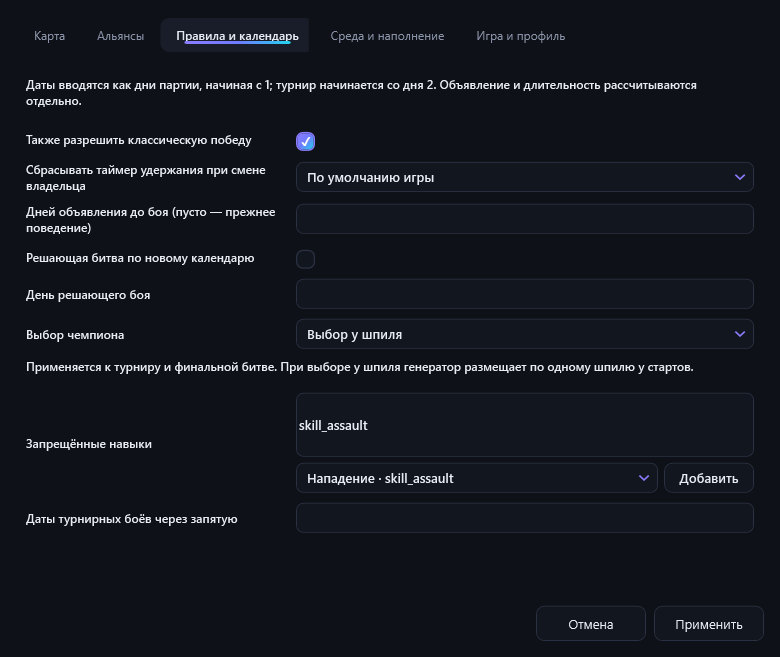 Карта
Альянсы
Правила и календарь
Среда и наполнение
Игра и профиль
Даты вводятся как дни партии, начиная с 1; турнир начинается со дня 2. Объявление и длительность рассчитываются
отдельно.
Также разрешить классическую победу
Сбрасывать таймер удержания при смене
владельца
По умолчанию игры
Дней объявления до боя (пусто — прежнее
поведение)
Решающая битва по новому календарю
День решающего боя
Выбор чемпиона
Выбор у шпиля
Применяется к турниру и финальной битве. При выборе у шпиля генератор размещает по одному шпилю у стартов.
Запрещённые навыки
skill_assault
Нападение · skill_assault
Добавить
Даты турнирных боёв через запятую
Отмена
Применить